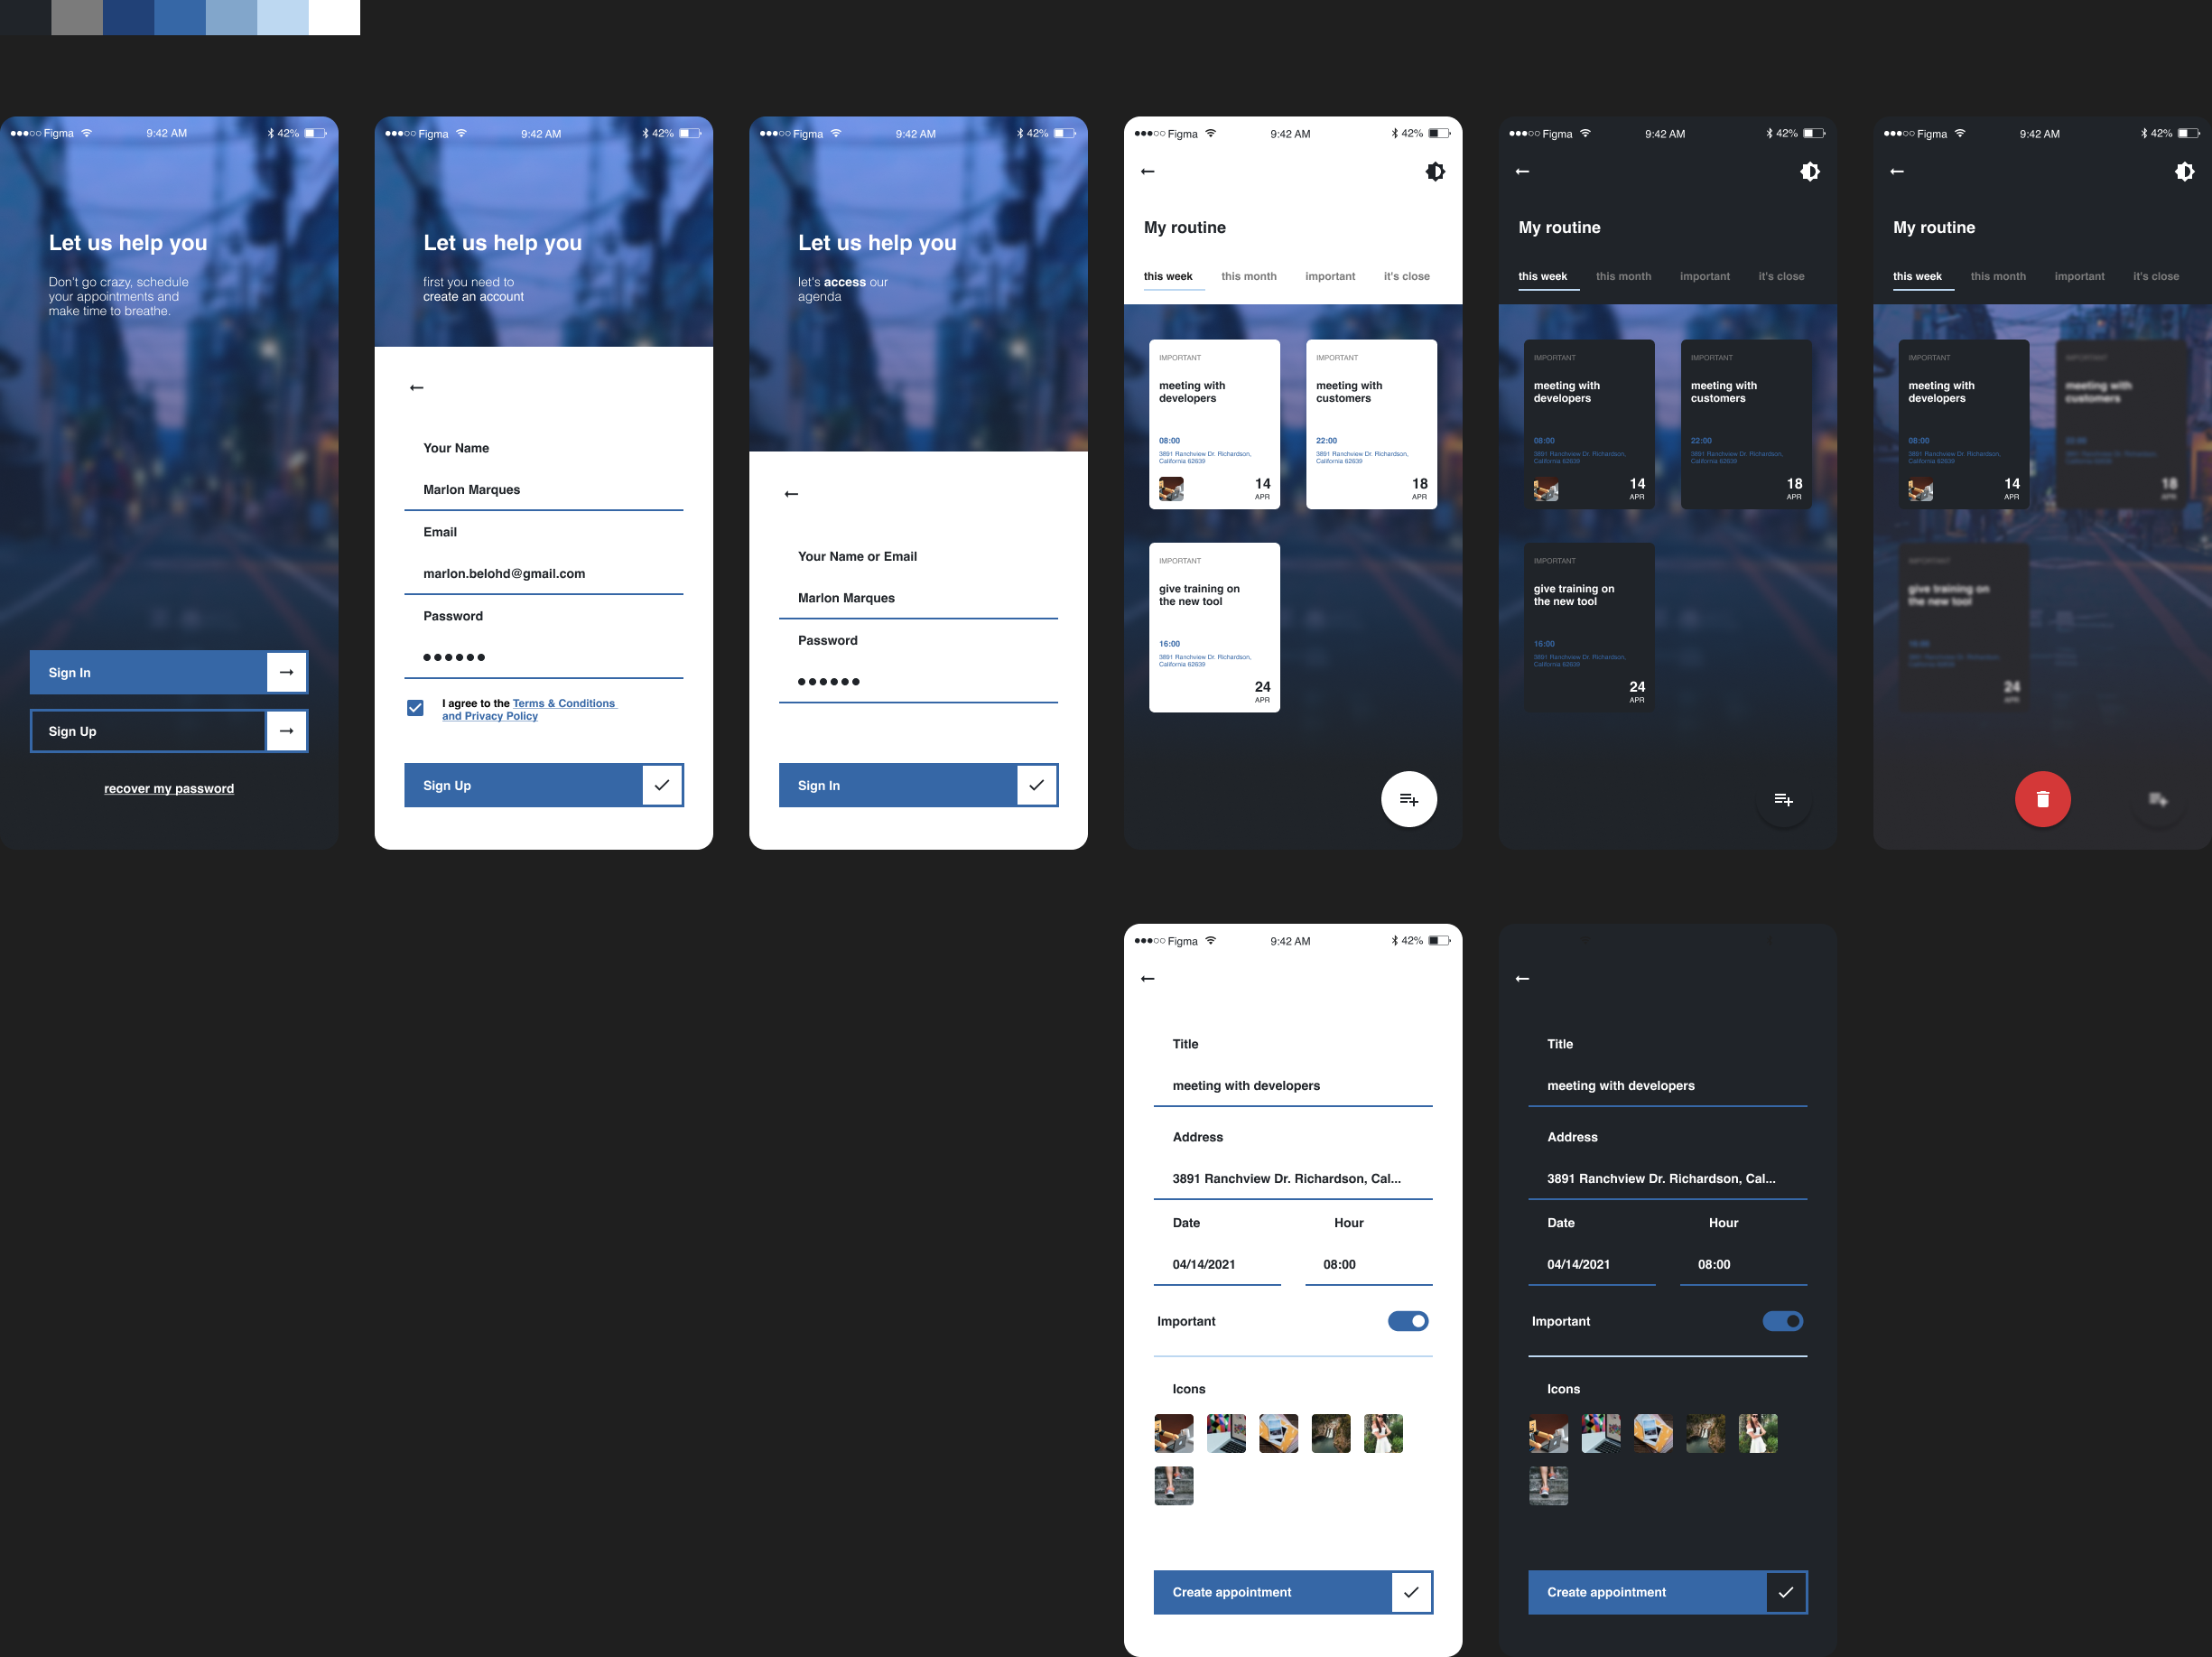 Figma 9:42 AM 42%
Let us help you
Don't go crazy, schedule
your appointments and
make time to breathe.
Sign In
Sign Up
recover my password
Figma 9:42 AM 42%
Let us help you
first you need to
create an account
Your Name
Marlon Marques
Email
marlon.belohd@gmail.com
Password
I agree to the Terms & Conditions
and Privacy Policy
Sign Up
Figma 9:42 AM 42%
Let us help you
let's access our
agenda
Your Name or Email
Marlon Marques
Password
Sign In
Figma 9:42 AM 42%
My routine
this week this month important it's close
IMPORTANT
meeting with
developers
08:00
3891 Ranchview Dr. Richardson,
California 62639
14
APR
IMPORTANT
meeting with
customers
22:00
3891 Ranchview Dr. Richardson,
California 62639
18
APR
IMPORTANT
give training on
the new tool
16:00
3891 Ranchview Dr. Richardson,
California 62639
24
APR
Figma 9:42 AM 42%
My routine
this week this month important it's close
IMPORTANT
meeting with
developers
08:00
3891 Ranchview Dr. Richardson,
California 62639
14
APR
IMPORTANT
meeting with
customers
22:00
3891 Ranchview Dr. Richardson,
California 62639
18
APR
IMPORTANT
give training on
the new tool
16:00
3891 Ranchview Dr. Richardson,
California 62639
24
APR
Figma 9:42 AM 42%
My routine
this week this month important it's close
IMPORTANT
meeting with
developers
08:00
3891 Ranchview Dr. Richardson,
California 62639
14
APR
meeting with
customers
18
APR
give training on
the new tool
24
APR
Figma 9:42 AM 42%
Title
meeting with developers
Address
3891 Ranchview Dr. Richardson, Cal...
Date Hour
04/14/2021 08:00
Important
Icons
Create appointment
Title
meeting with developers
Address
3891 Ranchview Dr. Richardson, Cal...
Date Hour
04/14/2021 08:00
Important
Icons
Create appointment